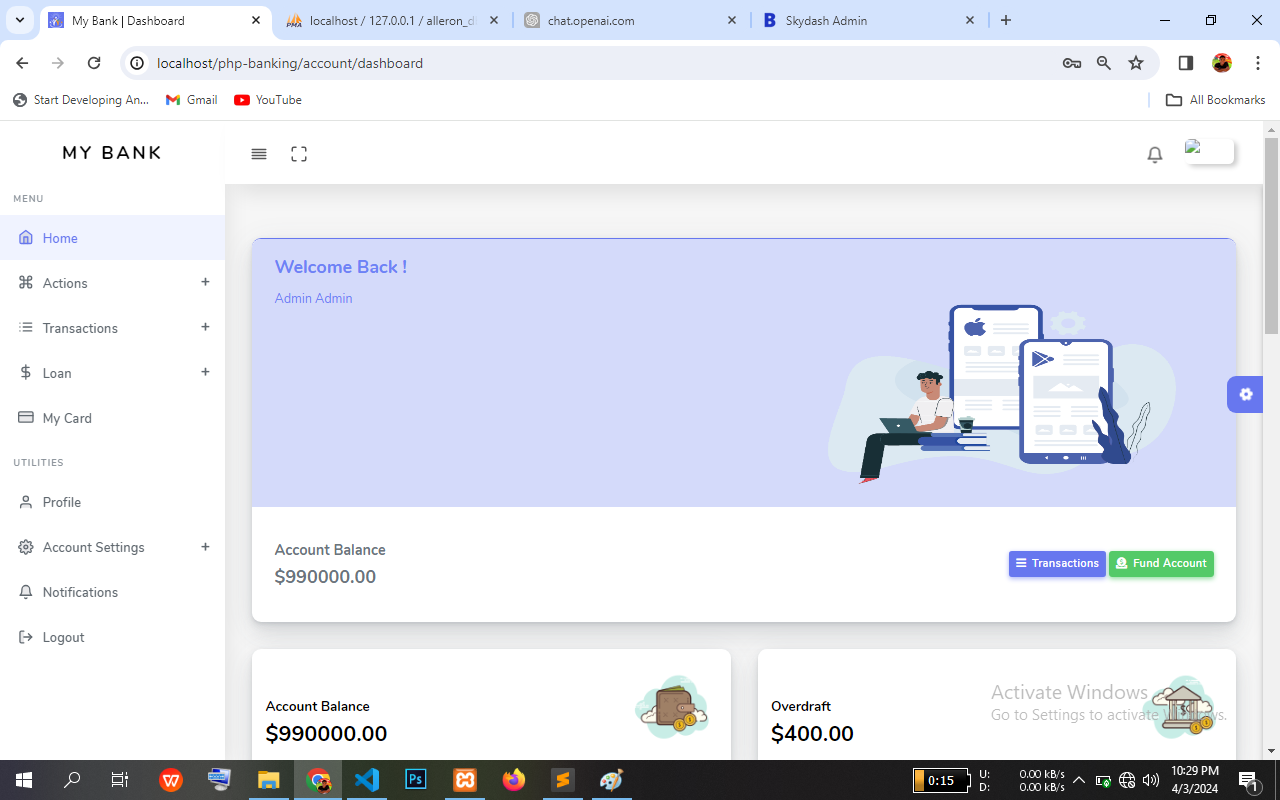 My Bank | Dashboard
localhost / 127.0.0.1 / alleron_d
chat.openai.com
Skydash Admin
localhost/php-banking/account/dashboard
Start Developing An...
Gmail
YouTube
All Bookmarks
MY BANK
MENU
Home
Actions
Transactions
Loan
My Card
UTILITIES
Profile
Account Settings
Notifications
Logout
Welcome Back !
Admin Admin
Account Balance
$990000.00
Transactions
Fund Account
Account Balance
$990000.00
Overdraft
$400.00
Activate Windows
Go to Settings to activate Windows.
0:15
U: 0.00 kB/s
D: 0.00 kB/s
10:29 PM
4/3/2024
1